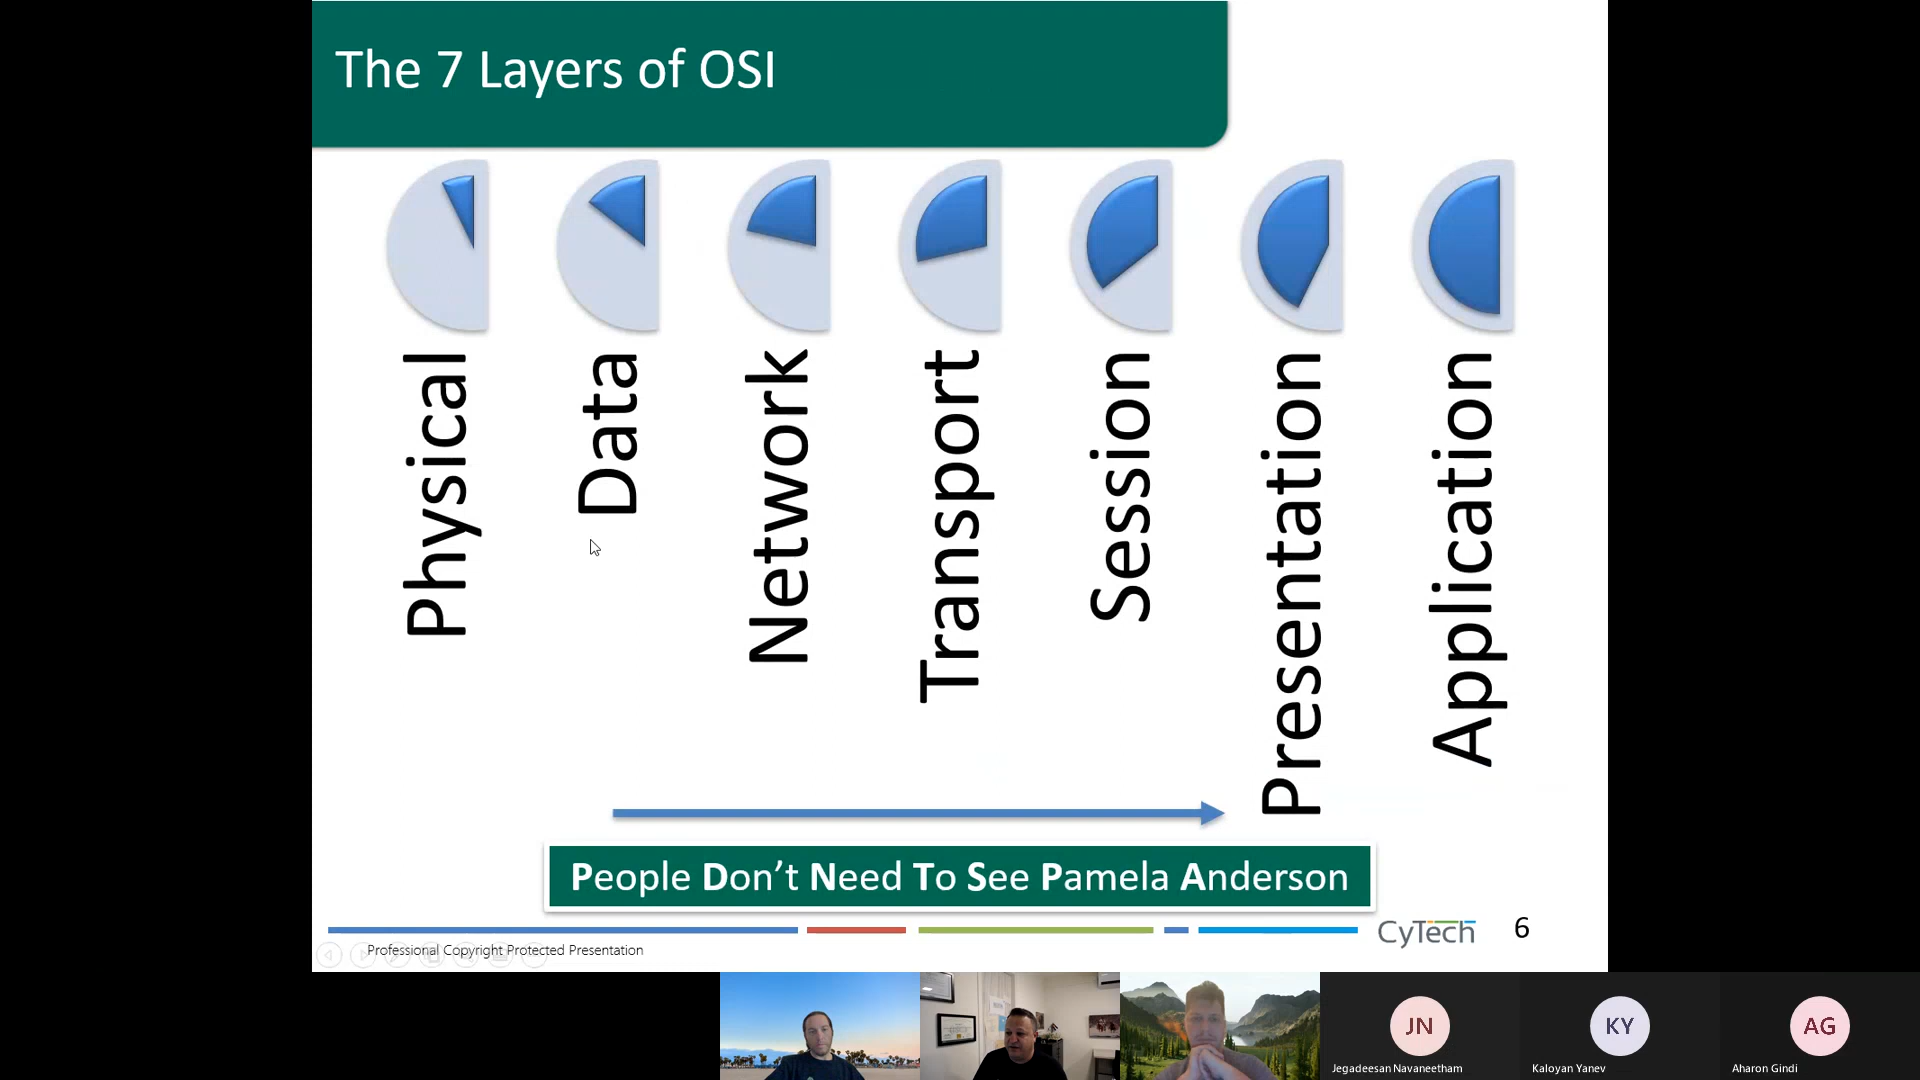 The 7 Layers of OSI
Physical
Data
Network
Transport
Session
Presentation
Application
People Don’t Need To See Pamela Anderson
CyTech
6
Professional Copyright Protected Presentation
JN
KY
AG
Jegadeesan Navaneetham
Kaloyan Yanev
Aharon Gindi